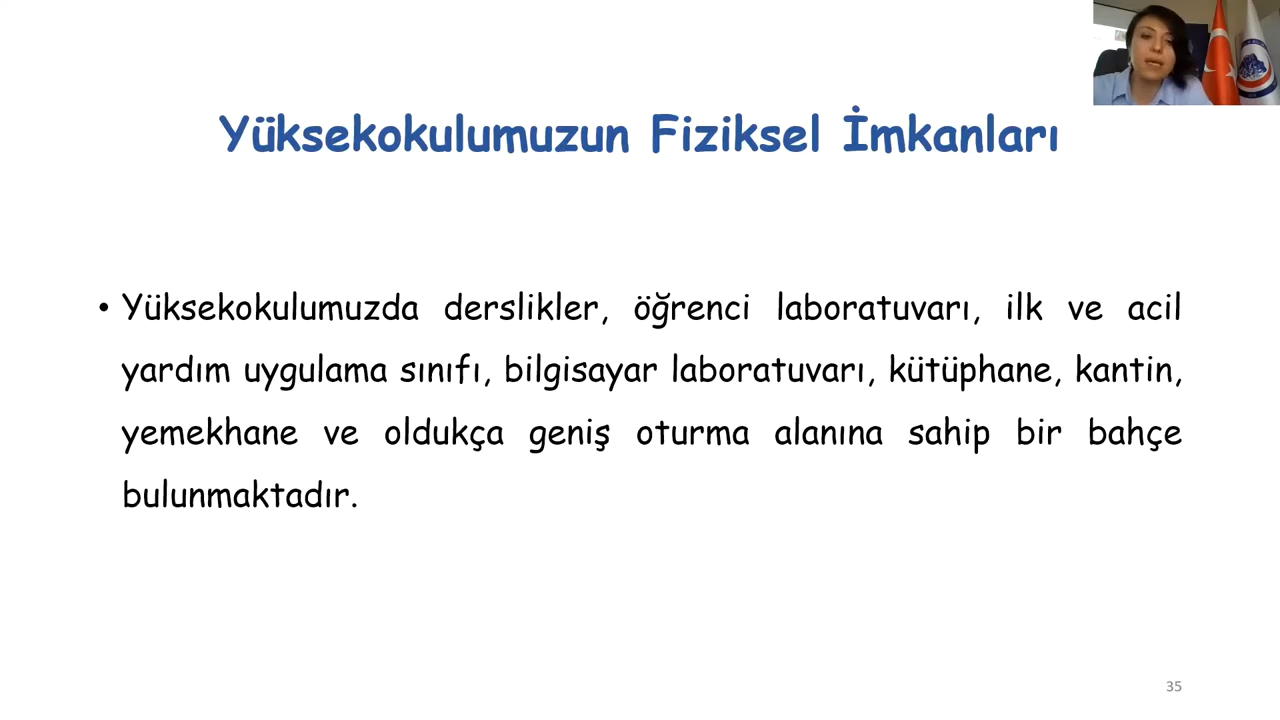 Yüksekokulumuzun Fiziksel İmkanları
• Yüksekokulumuzda derslikler, öğrenci laboratuvarı, ilk ve acil
yardım uygulama sınıfı, bilgisayar laboratuvarı, kütüphane, kantin,
yemekhane ve oldukça geniş oturma alanına sahip bir bahçe
bulunmaktadır.
35